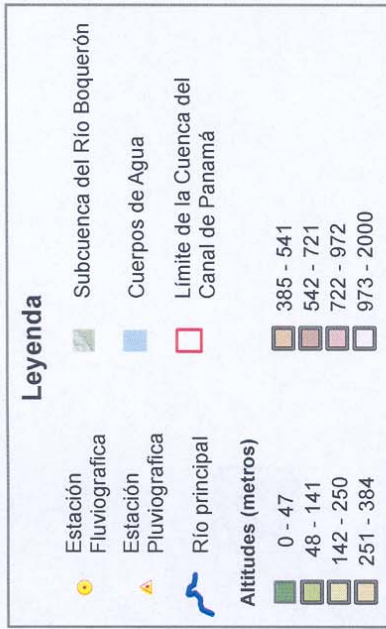 Leyenda
Estación
Fluviografica
Estación
Pluviografica
Río principal
Subcuenca del Río Boquerón
Cuerpos de Agua
Límite de la Cuenca del
Canal de Panamá
Altitudes (metros)
0 - 47
48 - 141
142 - 250
251 - 384
385 - 541
542 - 721
722 - 972
973 - 2000